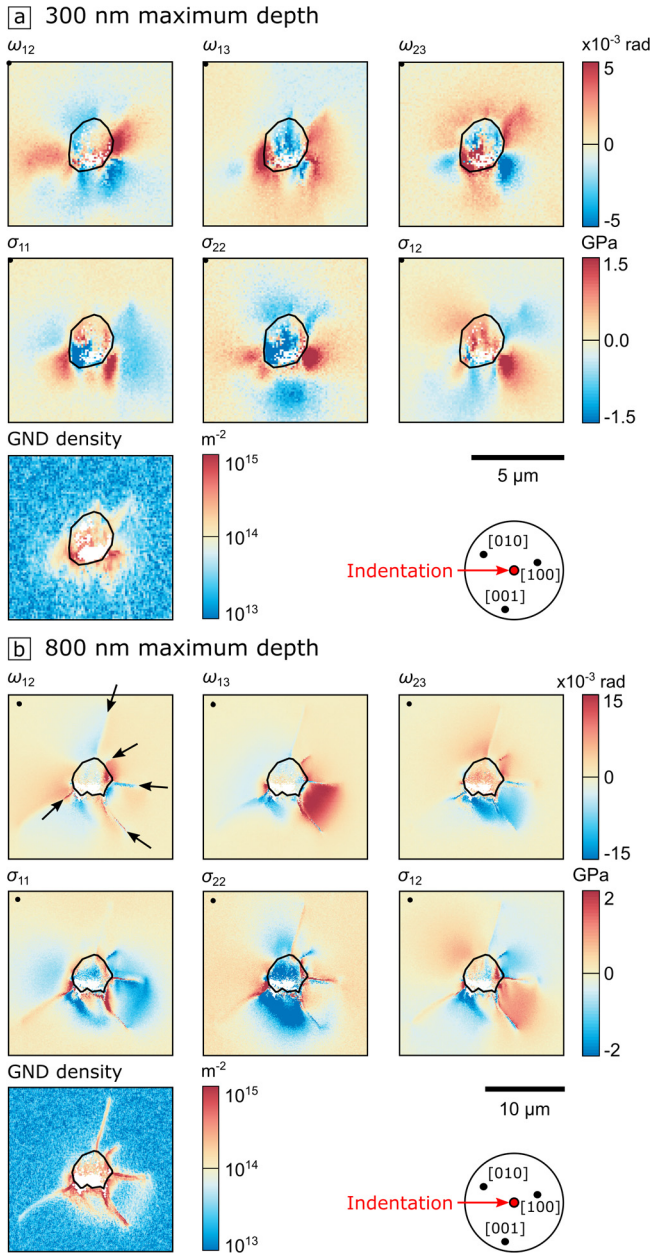 a 300 nm maximum depth
ω12 ω13 ω23 x10-3 rad
5
0
-5
σ11 σ22 σ12 GPa
1.5
0.0
-1.5
GND density m-2
1015
1014
1013
5 µm
[010]
Indentation [100]
[001]
b 800 nm maximum depth
ω12 ω13 ω23 x10-3 rad
15
0
-15
σ11 σ22 σ12 GPa
2
0
-2
GND density m-2
1015
1014
1013
10 µm
[010]
Indentation [100]
[001]